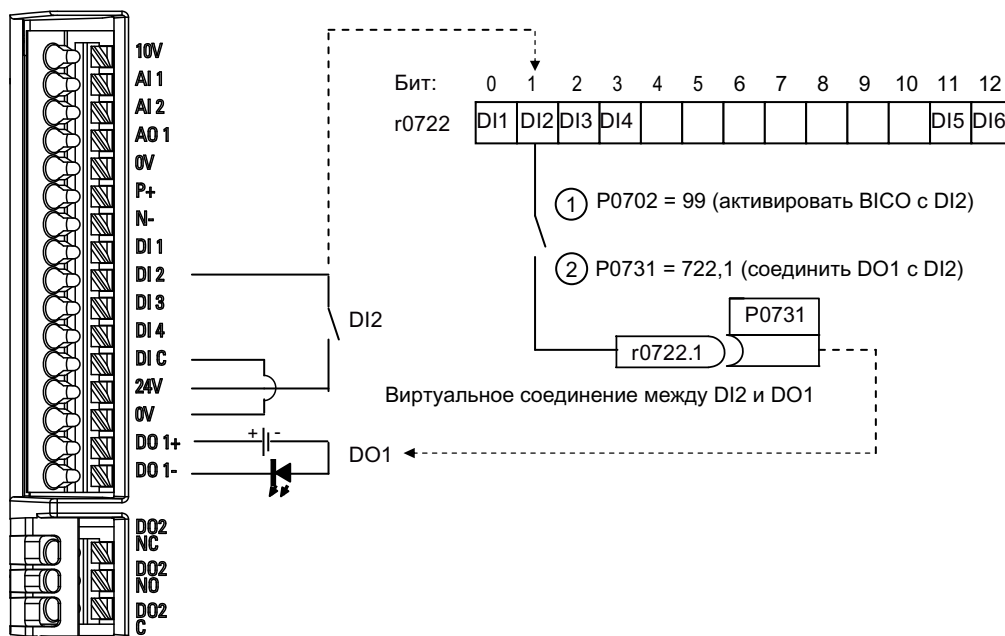 10V
AI 1
AI 2
AO 1
0V
P+
N-
DI 1
DI 2
DI 3
DI 4
DI C
24V
0V
DO 1+
DO 1-
DO2
NC
DO2
NO
DO2
C
DI2
+ -
DO1
Бит: 0 1 2 3 4 5 6 7 8 9 10 11 12
r0722 DI1 DI2 DI3 DI4 DI5 DI6
1 P0702 = 99 (активировать BICO с DI2)
2 P0731 = 722,1 (соединить DO1 с DI2)
P0731
r0722.1
Виртуальное соединение между DI2 и DO1